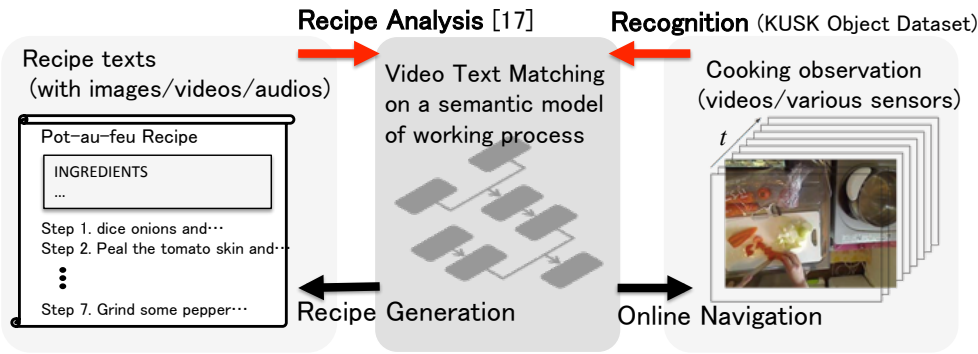 Recipe Analysis [17]
Recognition (KUSK Object Dataset)
Recipe texts
(with images/videos/audios)
Pot-au-feu Recipe
INGREDIENTS
...
Step 1. dice onions and…
Step 2. Peal the tomato skin and…
Step 7. Grind some pepper…
Video Text Matching
on a semantic model
of working process
Cooking observation
(videos/various sensors)
t
Recipe Generation
Online Navigation